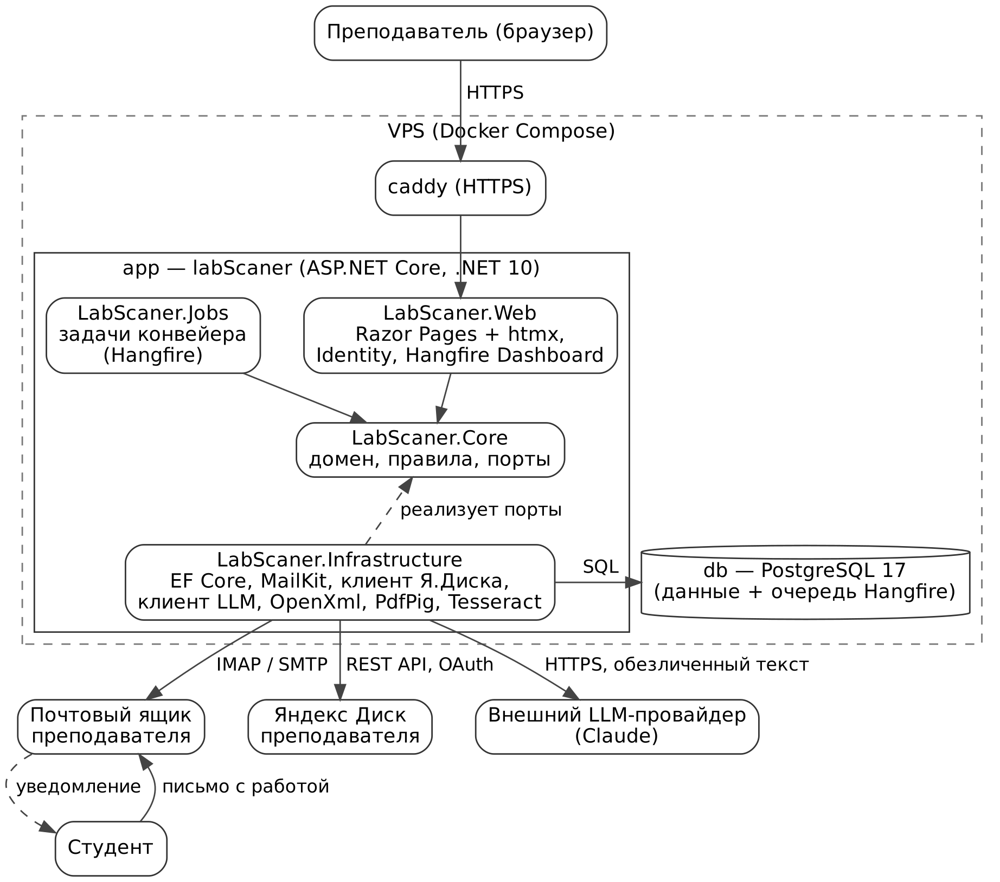 Преподаватель (браузер)
HTTPS
VPS (Docker Compose)
caddy (HTTPS)
app — labScaner (ASP.NET Core, .NET 10)
LabScaner.Jobs
задачи конвейера
(Hangfire)
LabScaner.Web
Razor Pages + htmx,
Identity, Hangfire Dashboard
LabScaner.Core
домен, правила, порты
реализует порты
LabScaner.Infrastructure
EF Core, MailKit, клиент Я.Диска,
клиент LLM, OpenXml, PdfPig, Tesseract
SQL
db — PostgreSQL 17
(данные + очередь Hangfire)
IMAP / SMTP
REST API, OAuth
HTTPS, обезличенный текст
Почтовый ящик
преподавателя
Яндекс Диск
преподавателя
Внешний LLM-провайдер
(Claude)
уведомление
письмо с работой
Студент